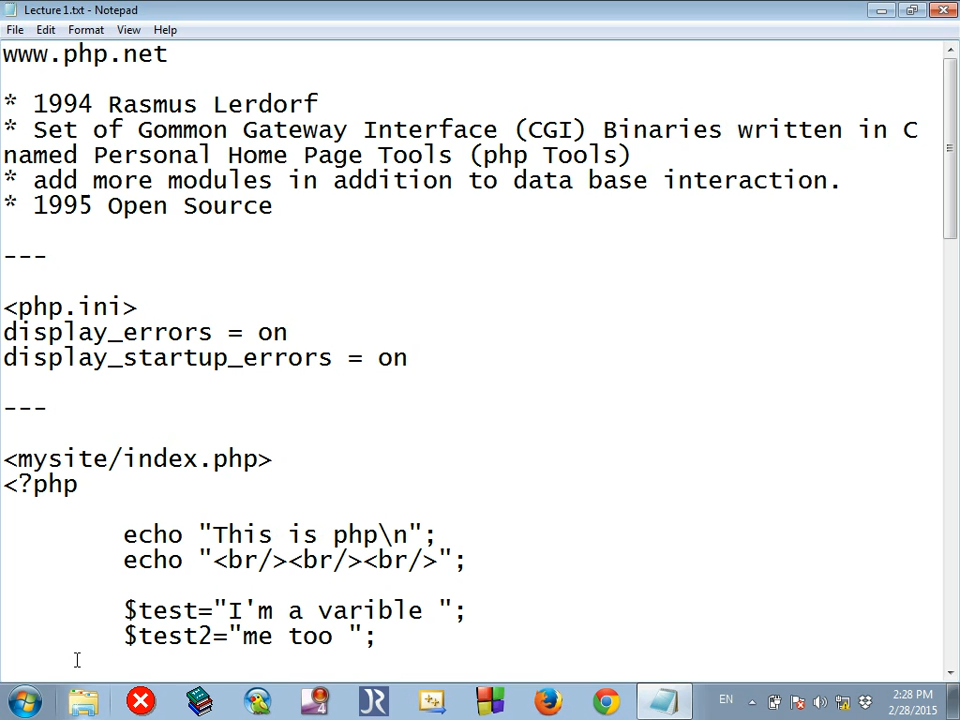 Lecture 1.txt - Notepad
File Edit Format View Help
www.php.net
* 1994 Rasmus Lerdorf
* Set of Gommon Gateway Interface (CGI) Binaries written in C
named Personal Home Page Tools (php Tools)
* add more modules in addition to data base interaction.
* 1995 Open Source
---
<php.ini>
display_errors = on
display_startup_errors = on
---
<mysite/index.php>
<?php
echo "This is php\n";
echo "<br/><br/><br/>";
$test="I'm a varible ";
$test2="me too ";
4
JR
EN
2:28 PM
2/28/2015